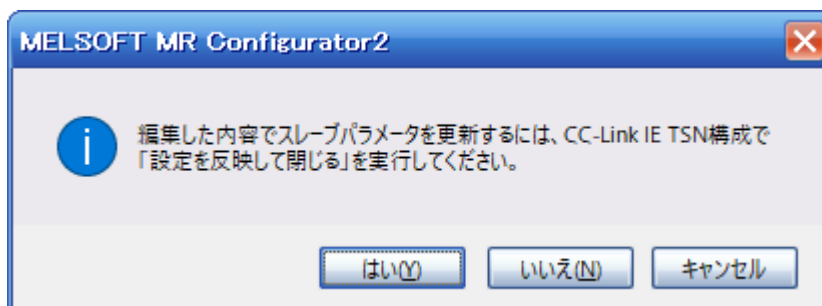 MELSOFT MR Configurator2
編集した内容でスレーブパラメータを更新するには、CC-Link IE TSN構成で
「設定を反映して閉じる」を実行してください。
はい(Y)
いいえ(N)
キャンセル